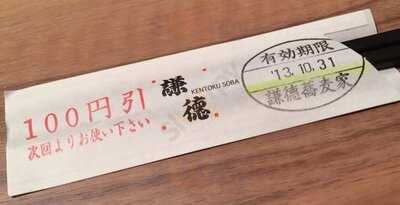 100円引
次回よりお使い下さい
謙徳
KENTOKU SOBA
有効期限
'13.10.31
謙徳蕎友家